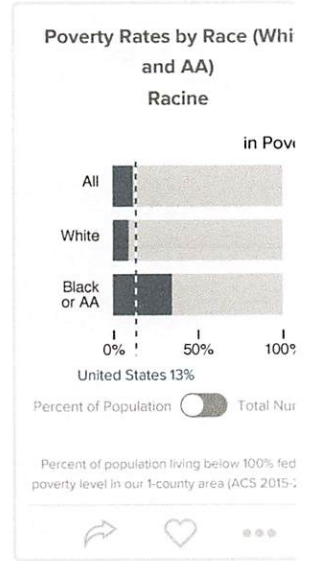 Poverty Rates by Race (Whi
and AA)
Racine
in Pov
All
White
Black
or AA
0%
50%
100%
United States 13%
Percent of Population
Total Nur
Percent of population living below 100% fed
poverty level in our 1-county area (ACS 2015-2